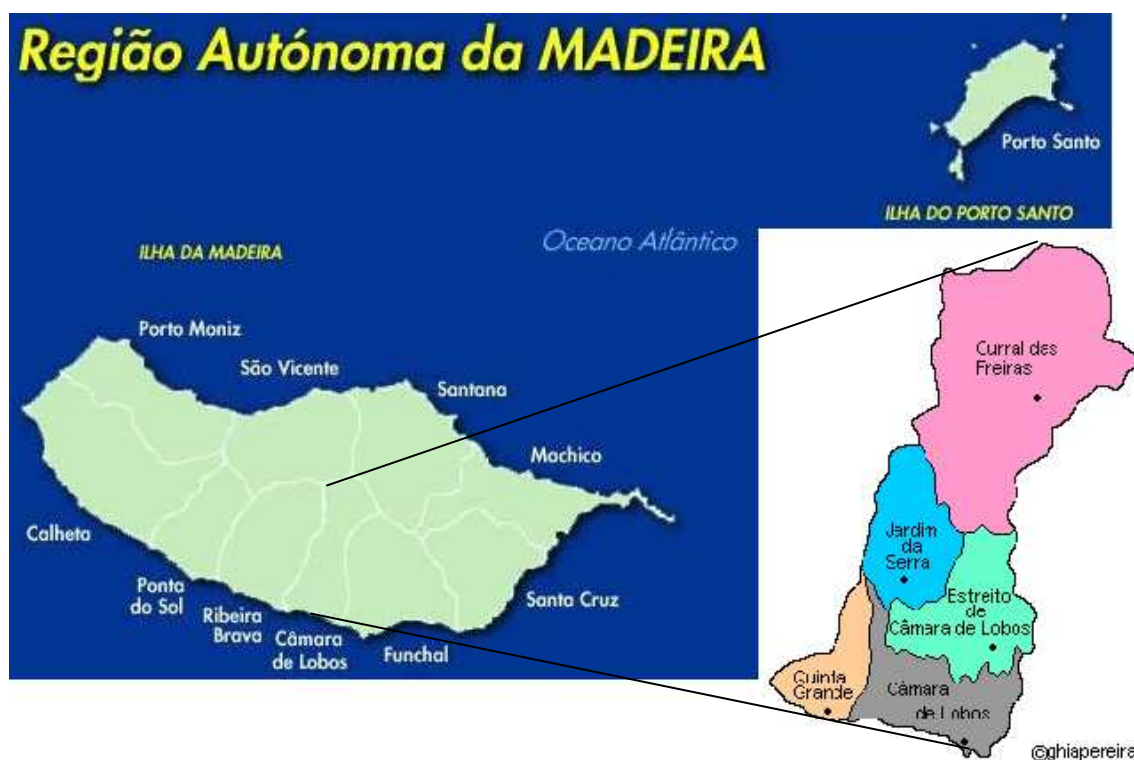 Região Autónoma da MADEIRA
Porto Santo
ILHA DO PORTO SANTO
Oceano Atlântico
ILHA DA MADEIRA
Porto Moniz
São Vicente
Santana
Machico
Calheta
Ponta
do Sol
Ribeira
Brava
Câmara
de Lobos
Funchal
Santa Cruz
Curral das
Freiras
Jardim
da
Serra
Estreito
de
Câmara de Lobos
Quinta
Grande
Câmara
de Lobos
©ghiapereira